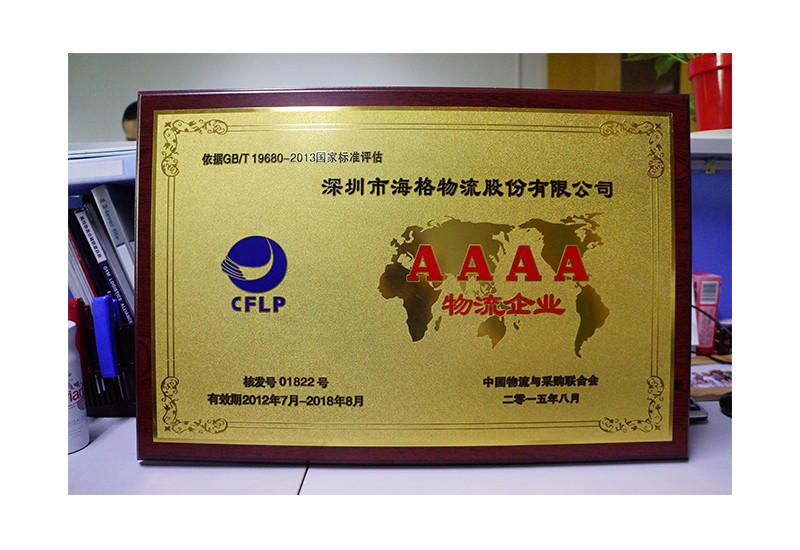 依据GB/T 19680-2013国家标准评估
深圳市海格物流股份有限公司
CFLP
AAAA
物流企业
核发号 01822 号
有效期2012年7月-2018年8月
中国物流与采购联合会
二零一五年八月